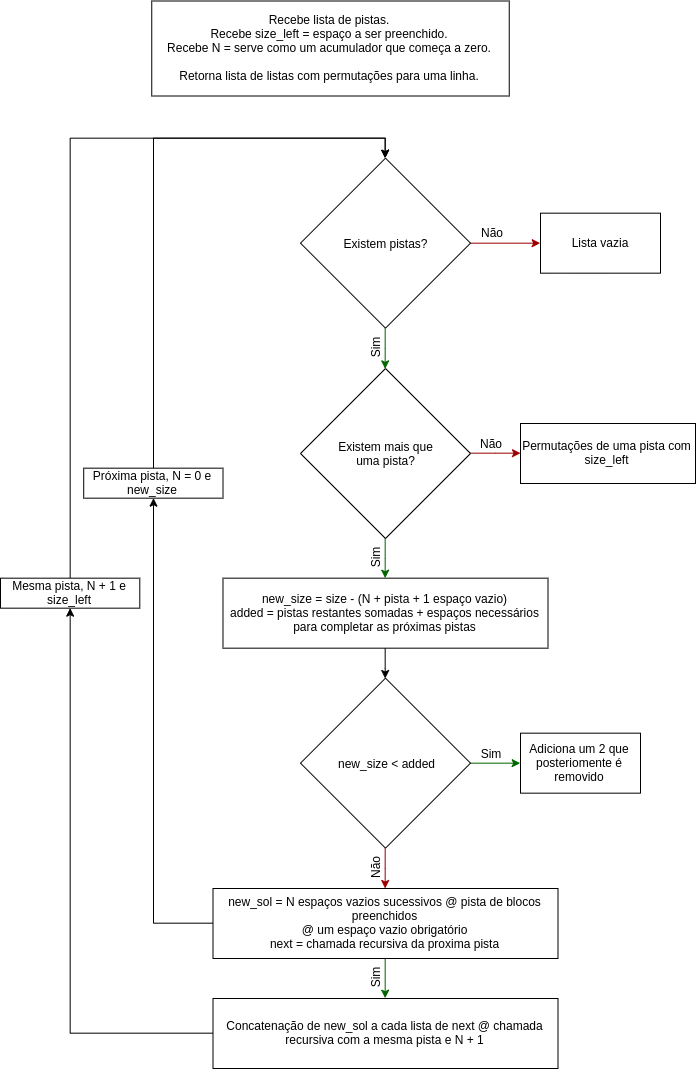 Recebe lista de pistas.
Recebe size_left = espaço a ser preenchido.
Recebe N = serve como um acumulador que começa a zero.
Retorna lista de listas com permutações para uma linha.
Existem pistas?
Não
Lista vazia
Sim
Existem mais que
uma pista?
Não
Permutações de uma pista com
size_left
Próxima pista, N = 0 e
new_size
Sim
Mesma pista, N + 1 e
size_left
new_size = size - (N + pista + 1 espaço vazio)
added = pistas restantes somadas + espaços necessários
para completar as próximas pistas
new_size < added
Sim
Adiciona um 2 que
posteriomente é
removido
Não
new_sol = N espaços vazios sucessivos @ pista de blocos
preenchidos
@ um espaço vazio obrigatório
next = chamada recursiva da proxima pista
Sim
Concatenação de new_sol a cada lista de next @ chamada
recursiva com a mesma pista e N + 1